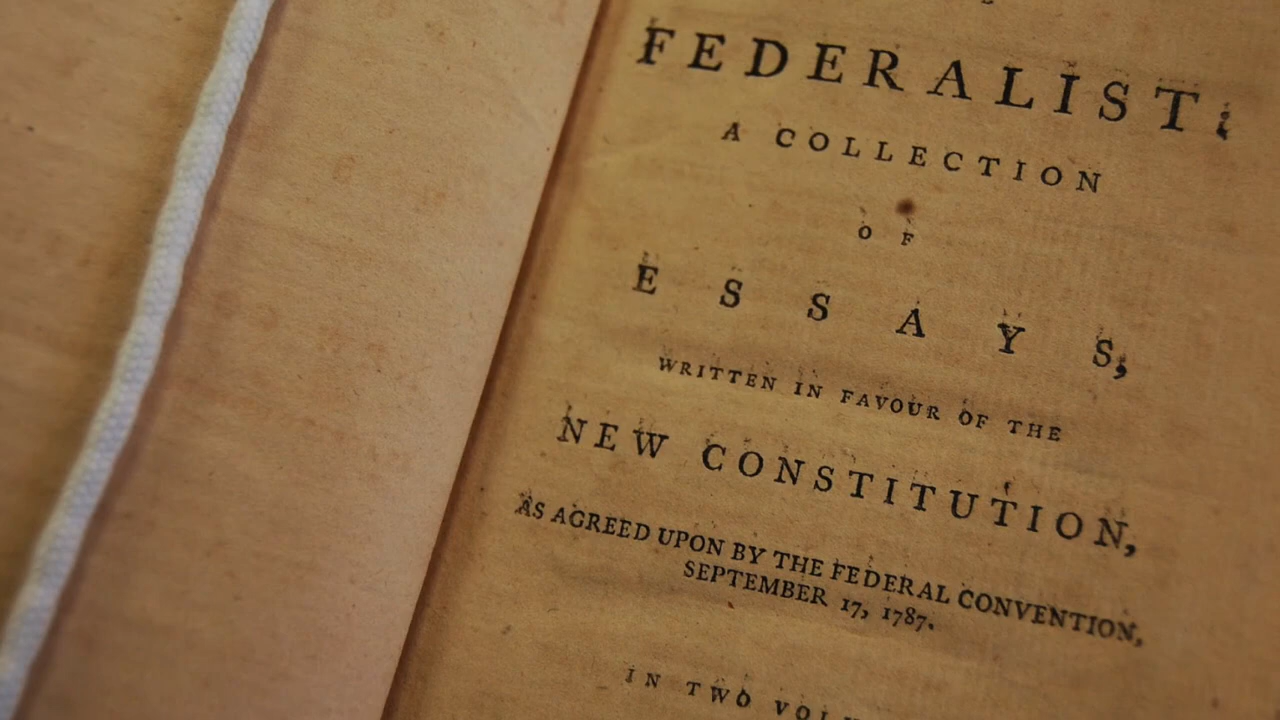 FEDERALIST:
A COLLECTION
OF
ESSAYS,
WRITTEN IN FAVOUR OF THE
NEW CONSTITUTION,
AS AGREED UPON BY THE FEDERAL CONVENTION,
SEPTEMBER 17, 1787.
IN TWO